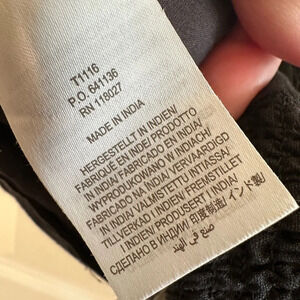 T1116
P.O. 641136
RN 118027
MADE IN INDIA
HERGESTELLT IN INDIEN/
FABRIQUÉ EN INDE/ PRODOTTO
IN INDIA/ FABRICADO EN INDIA/
WYPRODUKOWANO W INDIACH/
FABRICADO NA ÍNDIA/ VERVAARDIGD
IN INDIA/ VALMISTETTU INTIASSA/
TILLVERKAD I INDIEN/ FREMSTILLET
I INDIEN/ PRODUSERT I INDIA/
СДЕЛАНО В ИНДИИ 印度制造/ インド製/
صنع في الهند